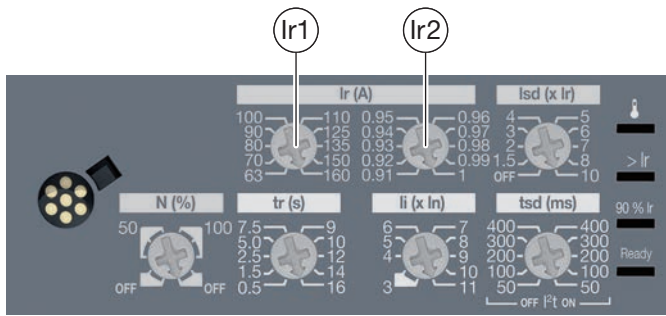 Ir1 Ir2
Ir (A) Isd (x Ir)
100 110 0.95 0.96 4 5
90 125 0.94 0.97 3 6
80 135 0.93 0.98 2 7
70 150 0.92 0.99 1.5 8
63 160 0.91 1 OFF 10
> Ir
N (%) tr (s) Ii (x In) tsd (ms)
90 % Ir
50 100 7.5 9 6 7 400 400
5.0 10 5 8 300 300
2.5 12 4 9 200 200
Ready
1.5 14 10 100 100
OFF OFF 0.5 16 3 11 50 50
OFF I²t ON